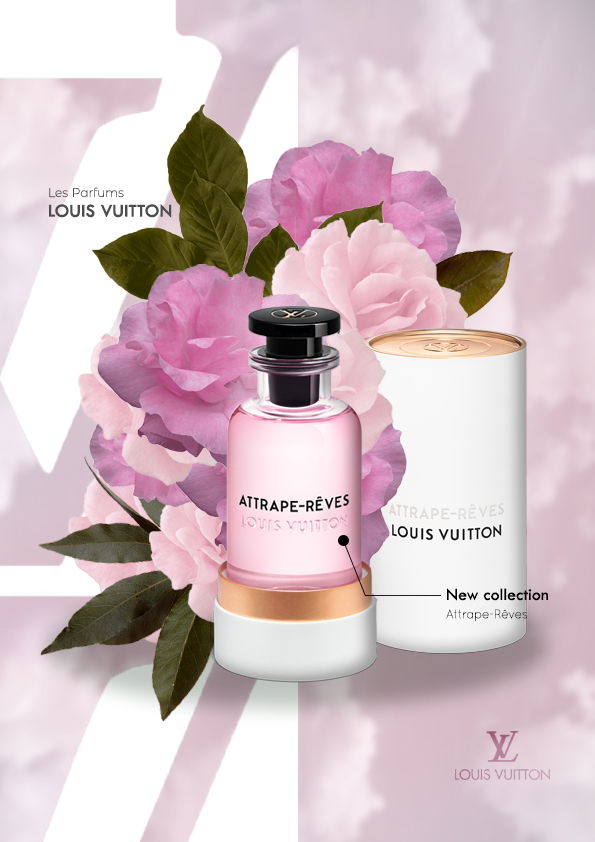 Les Parfums
LOUIS VUITTON
ATTRAPE-RÊVES
LOUIS VUITTON
ATTRAPE-RÊVES
LOUIS VUITTON
New collection
Attrape-Rêves
LV
LOUIS VUITTON